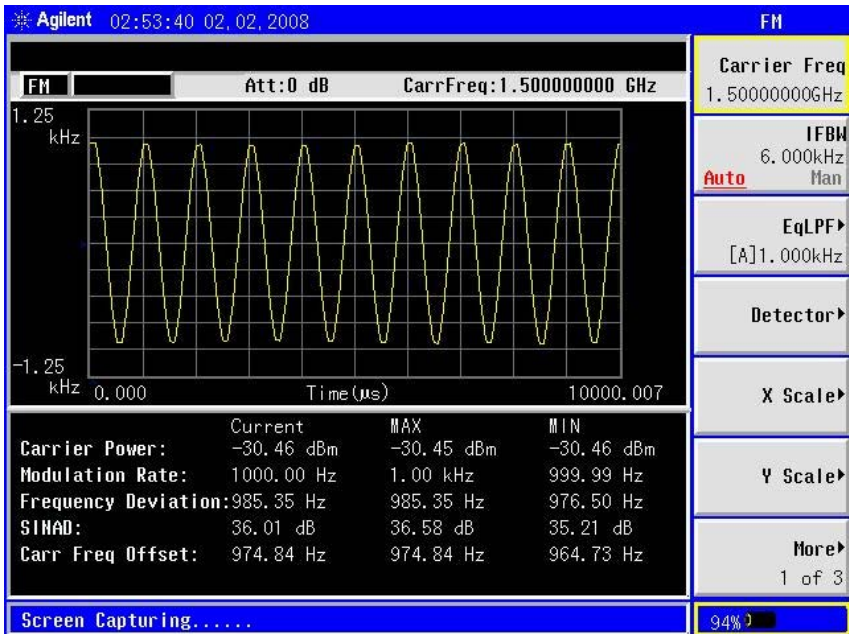 Agilent 02:53:40 02,02,2008 FM
FM Att:0 dB CarrFreq:1.500000000 GHz
1.25
kHz
-1.25
kHz 0.000 Time(µs) 10000.007
Current MAX MIN
Carrier Power: -30.46 dBm -30.45 dBm -30.46 dBm
Modulation Rate: 1000.00 Hz 1.00 kHz 999.99 Hz
Frequency Deviation:985.35 Hz 985.35 Hz 976.50 Hz
SINAD: 36.01 dB 36.58 dB 35.21 dB
Carr Freq Offset: 974.84 Hz 974.84 Hz 964.73 Hz
Screen Capturing......
Carrier Freq
1.50000000GHz
IFBW
6.000kHz
Auto Man
EqLPF
[A]1.000kHz
Detector
X Scale
Y Scale
More
1 of 3
94%